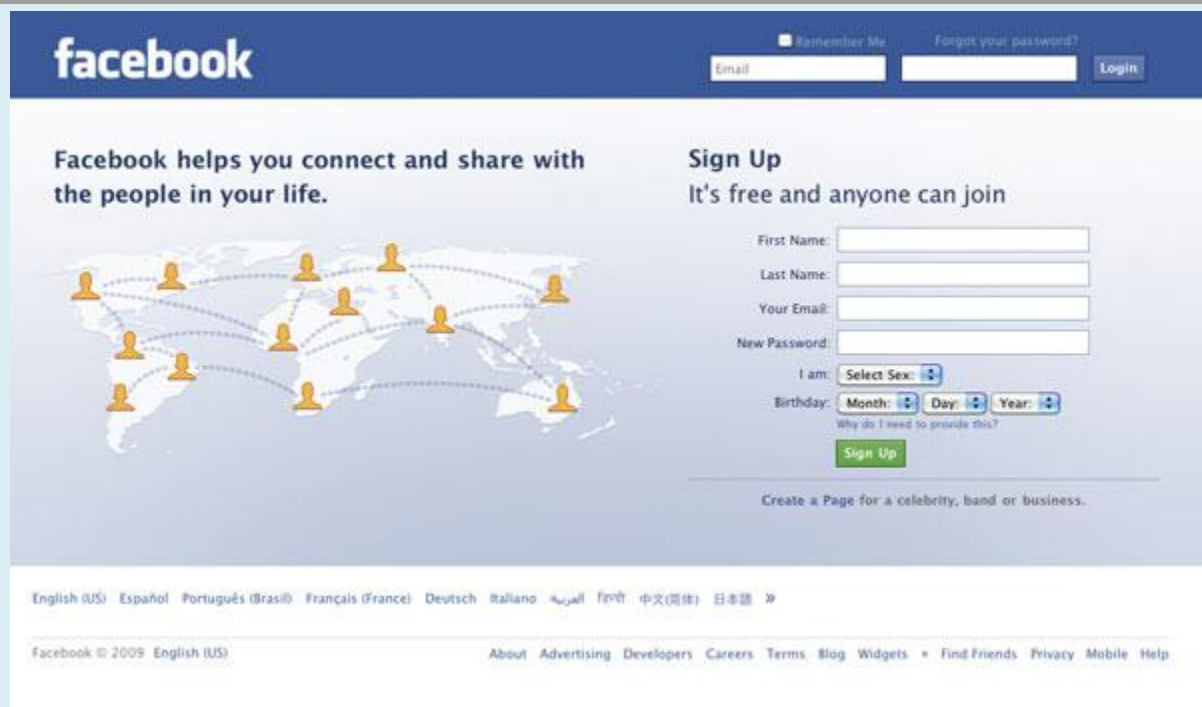 facebook
Remember Me
Forgot your password?
Email
Login
Facebook helps you connect and share with
the people in your life.
Sign Up
It's free and anyone can join
First Name:
Last Name:
Your Email:
New Password:
I am: Select Sex:
Birthday: Month: Day: Year:
Why do I need to provide this?
Sign Up
Create a Page for a celebrity, band or business.
English (US) Español Português (Brasil) Français (France) Deutsch Italiano العربية हिन्दी 中文(简体) 日本語 »
Facebook © 2009 English (US)
About Advertising Developers Careers Terms Blog Widgets • Find Friends Privacy Mobile Help